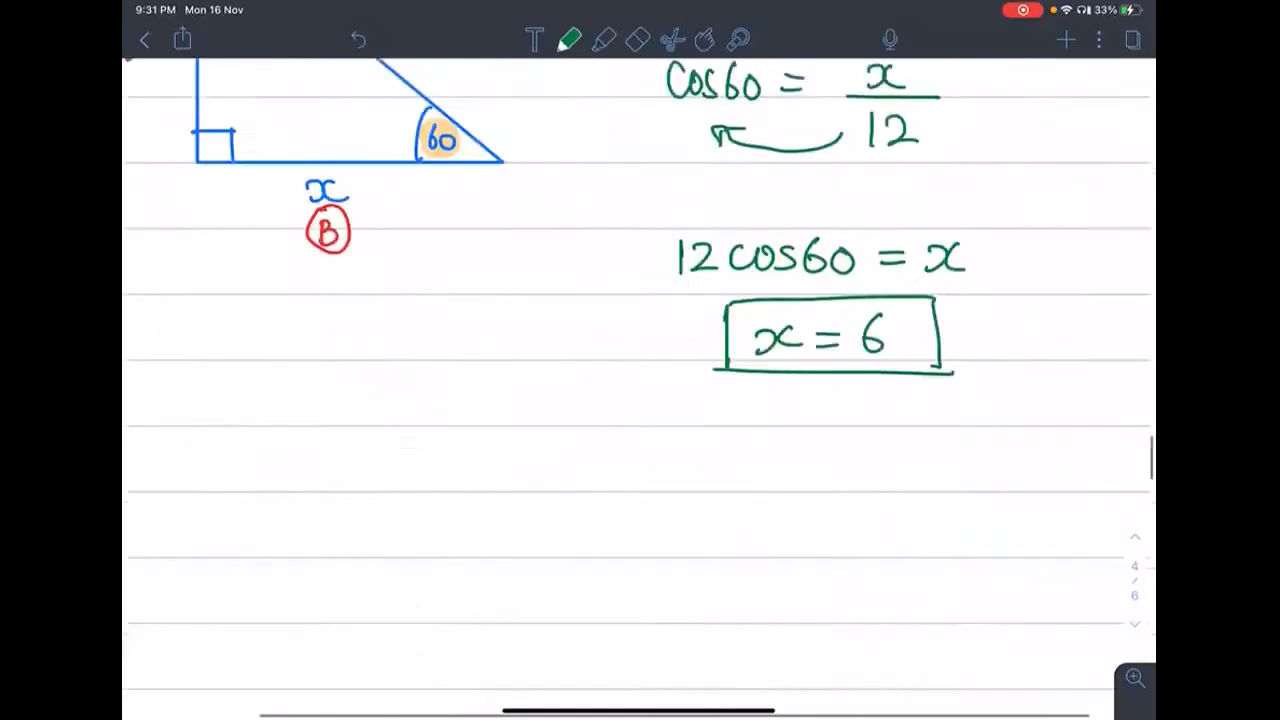 9:31 PM Mon 16 Nov
33%
cos60 = x
12
60
x
B
12cos60 = x
x = 6
4
/
6